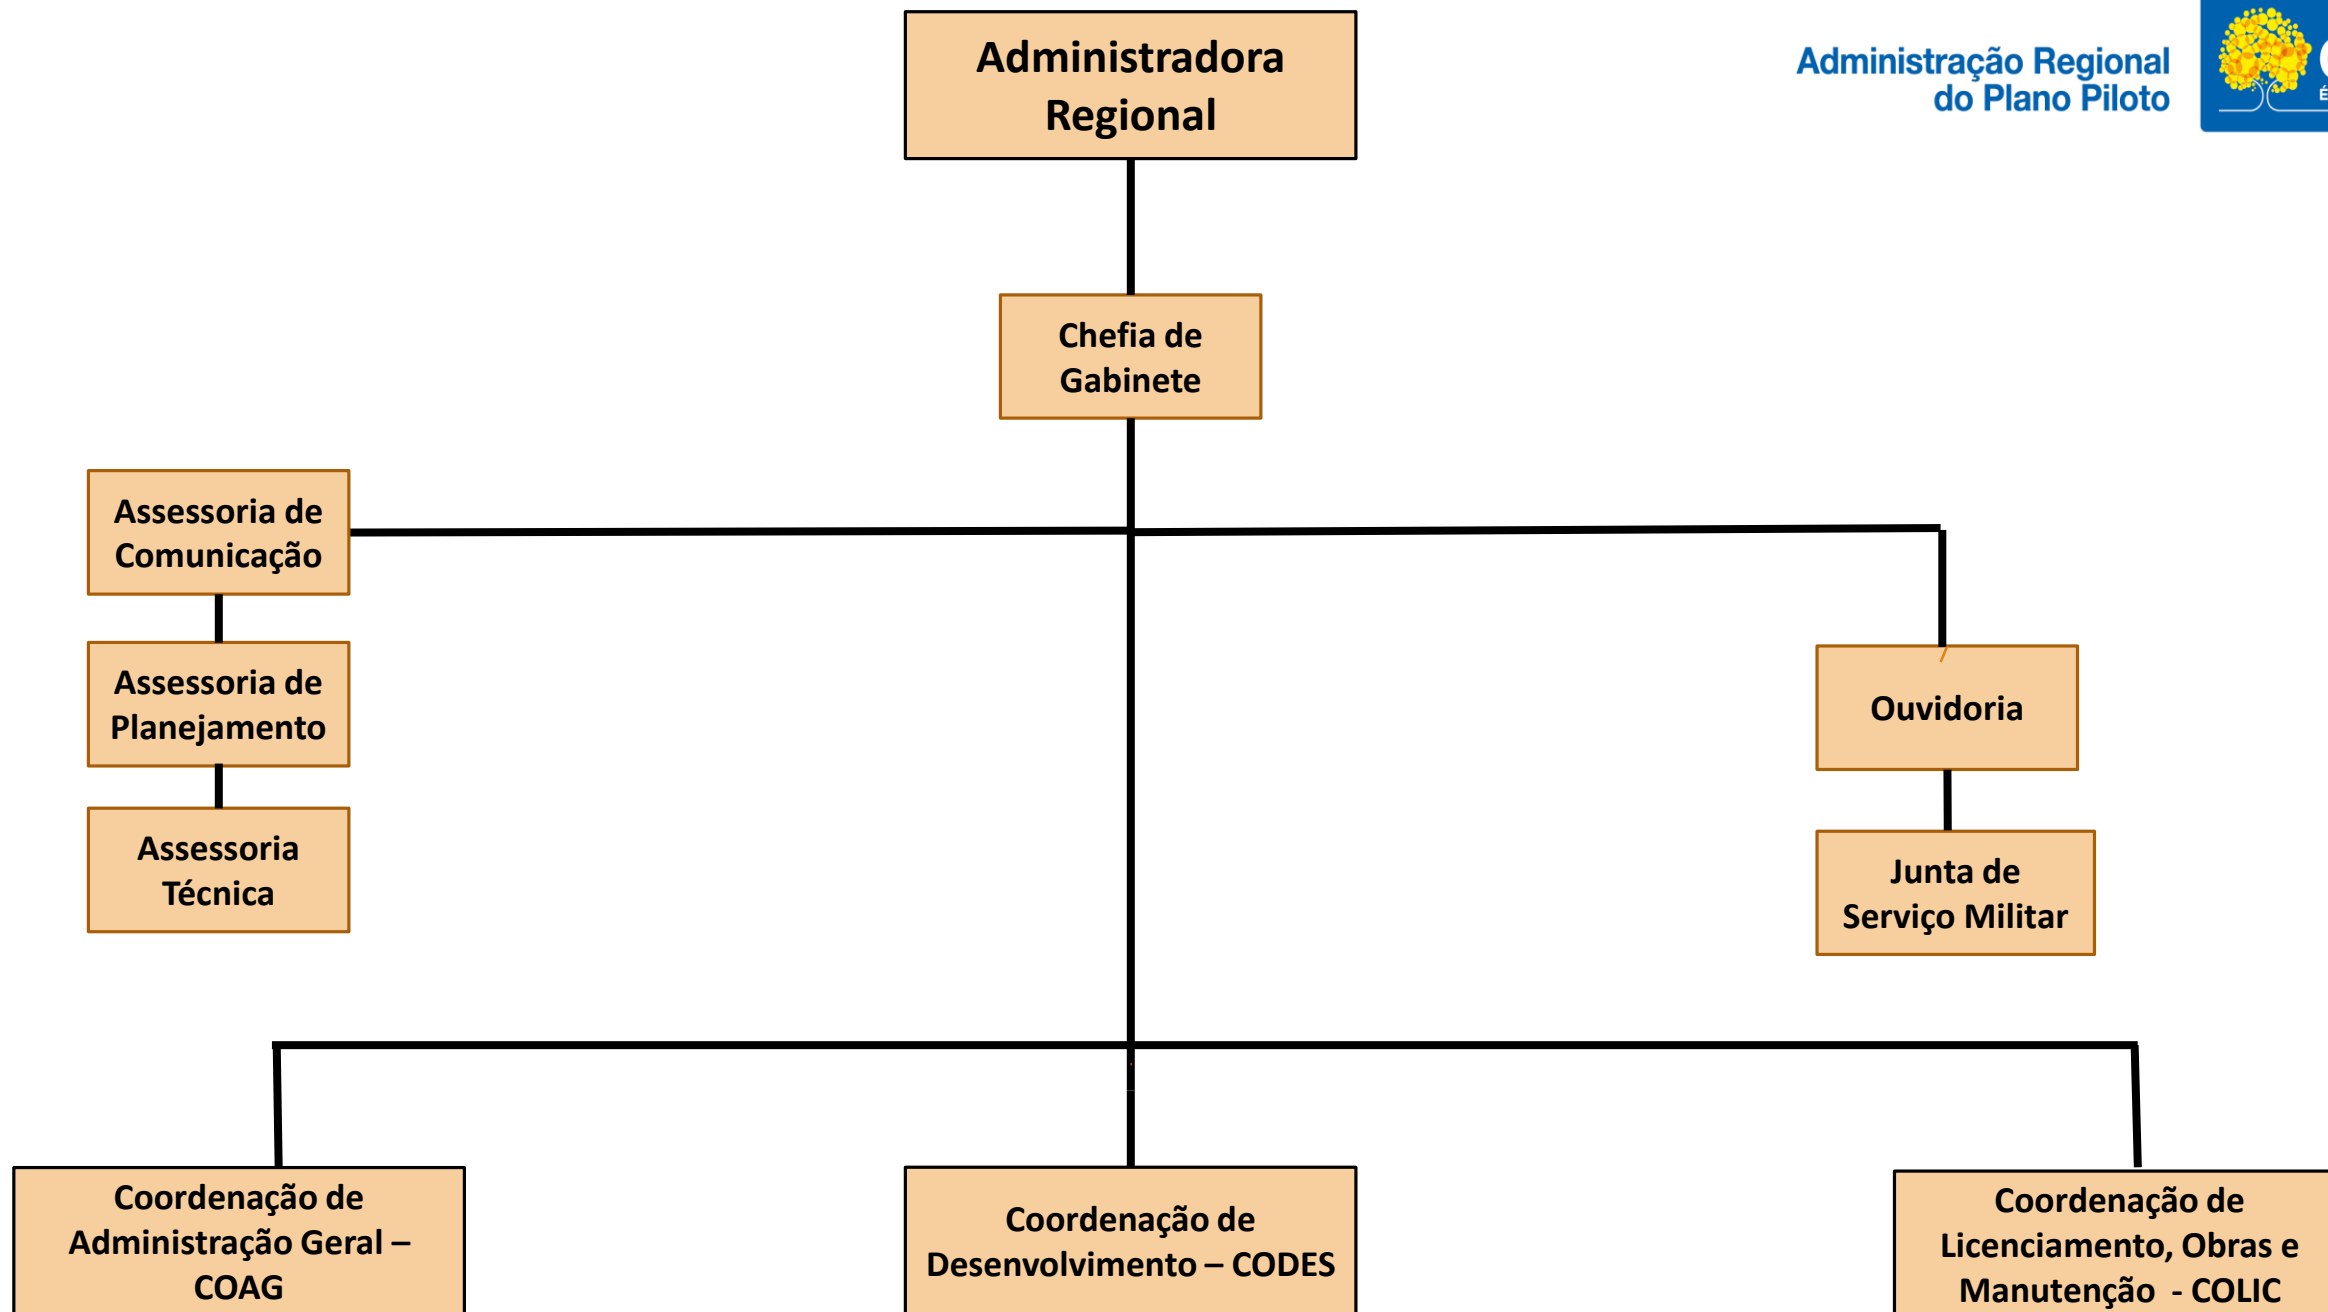 Administradora
Regional
Administração Regional
do Plano Piloto
Chefia de
Gabinete
Assessoria de
Comunicação
Assessoria de
Planejamento
Assessoria
Técnica
Ouvidoria
Junta de
Serviço Militar
Coordenação de
Administração Geral –
COAG
Coordenação de
Desenvolvimento – CODES
Coordenação de
Licenciamento, Obras e
Manutenção - COLIC